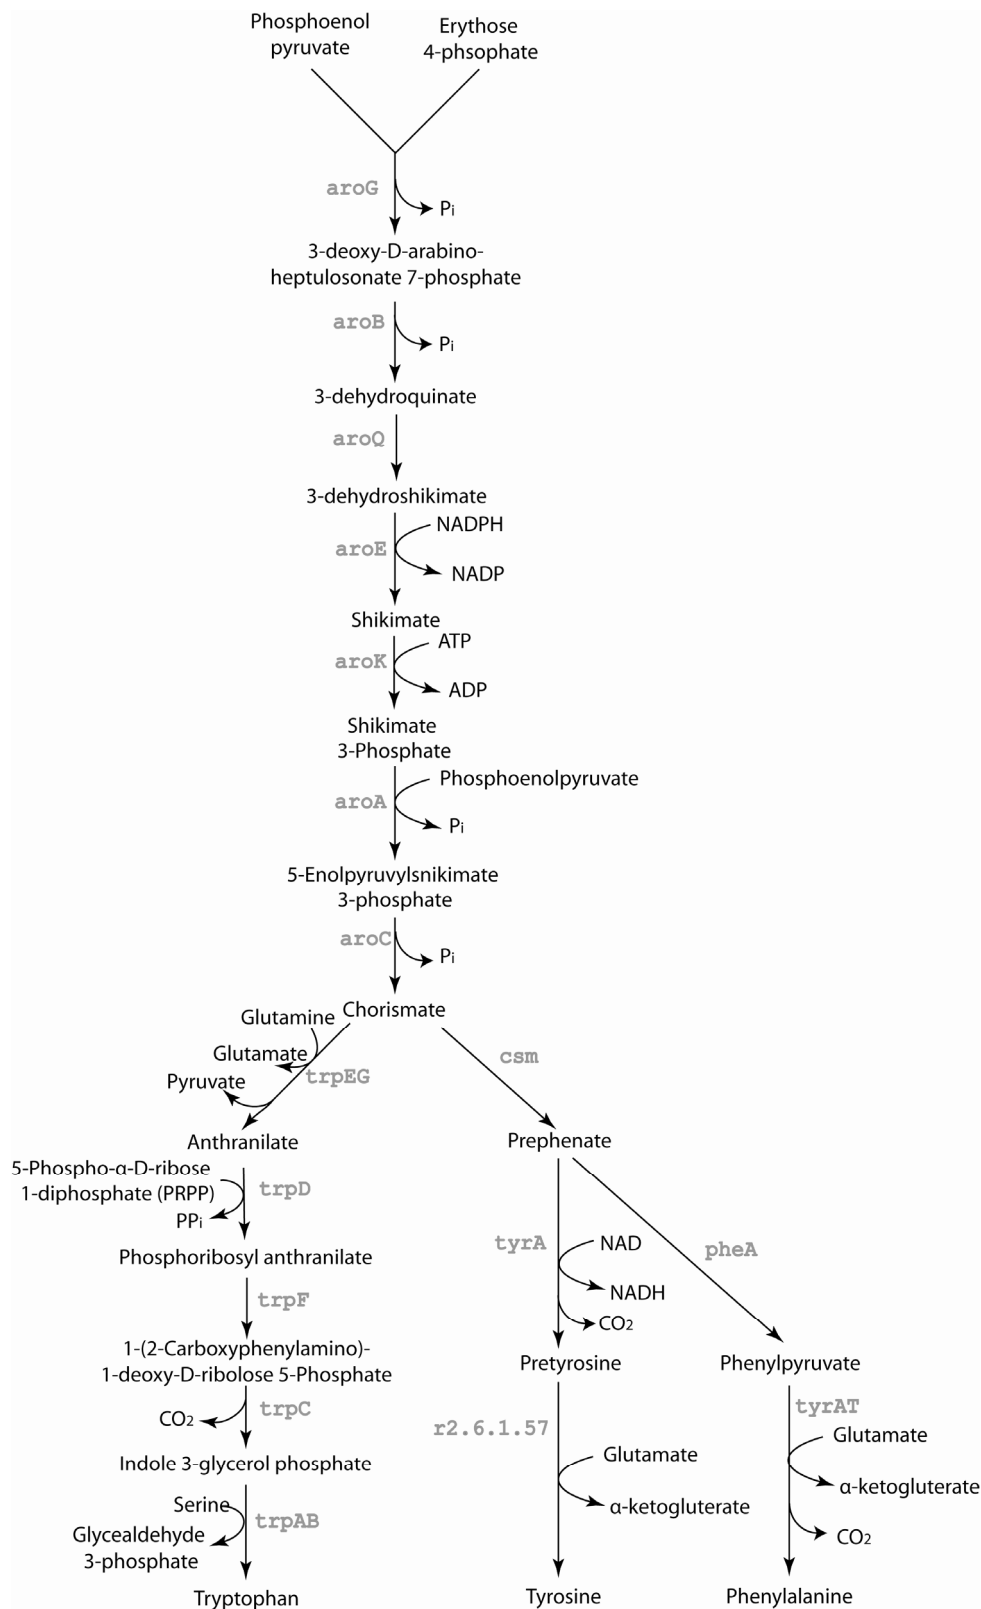 Phosphoenol
pyruvate
Erythose
4-phsophate
aroG
Pi
3-deoxy-D-arabino-
heptulosonate 7-phosphate
aroB
Pi
3-dehydroquinate
aroQ
3-dehydroshikimate
NADPH
aroE
NADP
Shikimate
ATP
aroK
ADP
Shikimate
3-Phosphate
Phosphoenolpyruvate
aroA
Pi
5-Enolpyruvylsnikimate
3-phosphate
aroC
Pi
Chorismate
Glutamine
Glutamate
trpEG
Pyruvate
csm
Anthranilate
Prephenate
5-Phospho-α-D-ribose
1-diphosphate (PRPP)
trpD
PPi
Phosphoribosyl anthranilate
tyrA
NAD
NADH
CO2
pheA
trpF
1-(2-Carboxyphenylamino)-
1-deoxy-D-ribolose 5-Phosphate
Pretyrosine
Phenylpyruvate
trpC
CO2
r2.6.1.57
Glutamate
α-ketogluterate
tyrAT
Glutamate
α-ketogluterate
CO2
Indole 3-glycerol phosphate
Serine
trpAB
Glycealdehyde
3-phosphate
Tryptophan
Tyrosine
Phenylalanine